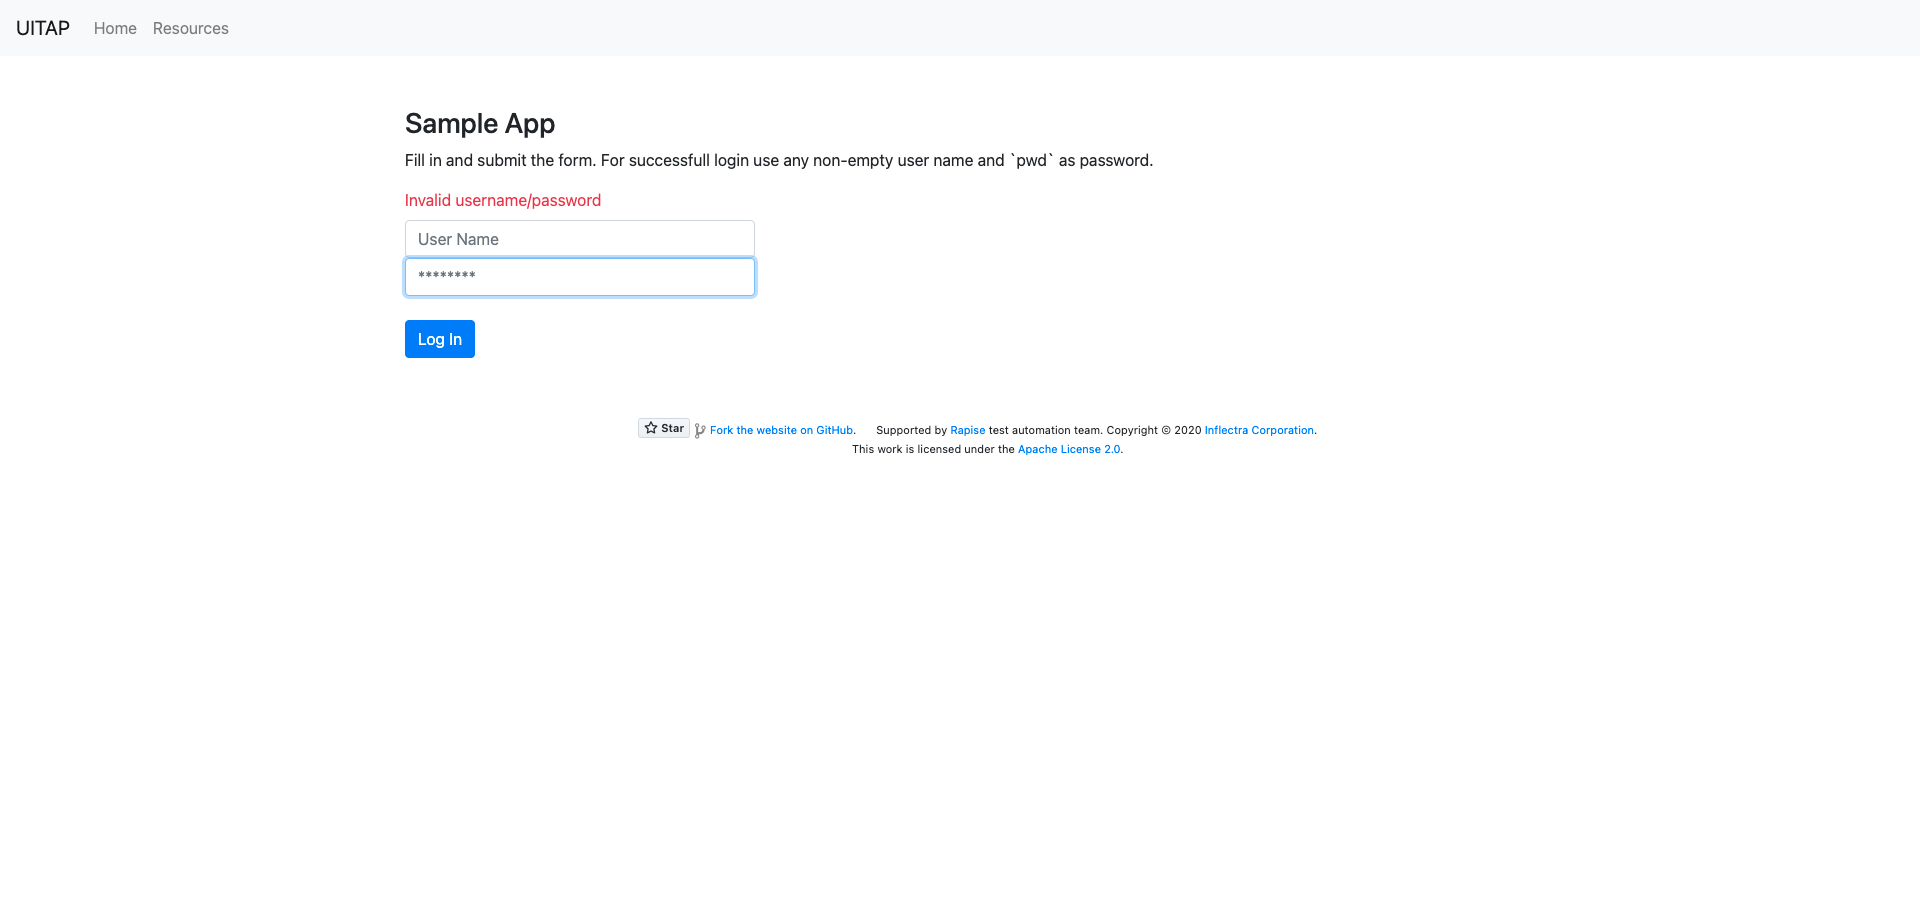 UITAP Home Resources
Sample App
Fill in and submit the form. For successfull login use any non-empty user name and `pwd` as password.
Invalid username/password
User Name
********
Log In
Star Fork the website on GitHub. Supported by Rapise test automation team. Copyright © 2020 Inflectra Corporation.
This work is licensed under the Apache License 2.0.